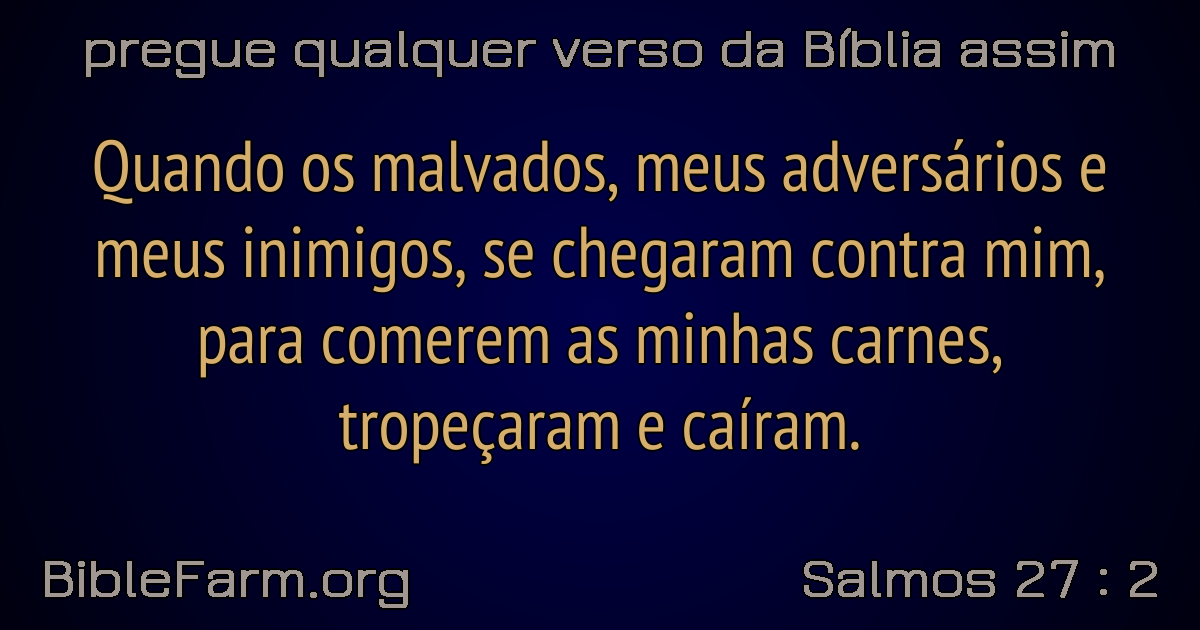 pregue qualquer verso da Bíblia assim
Quando os malvados, meus adversários e
meus inimigos, se chegaram contra mim,
para comerem as minhas carnes,
tropeçaram e caíram.
BibleFarm.org
Salmos 27 : 2